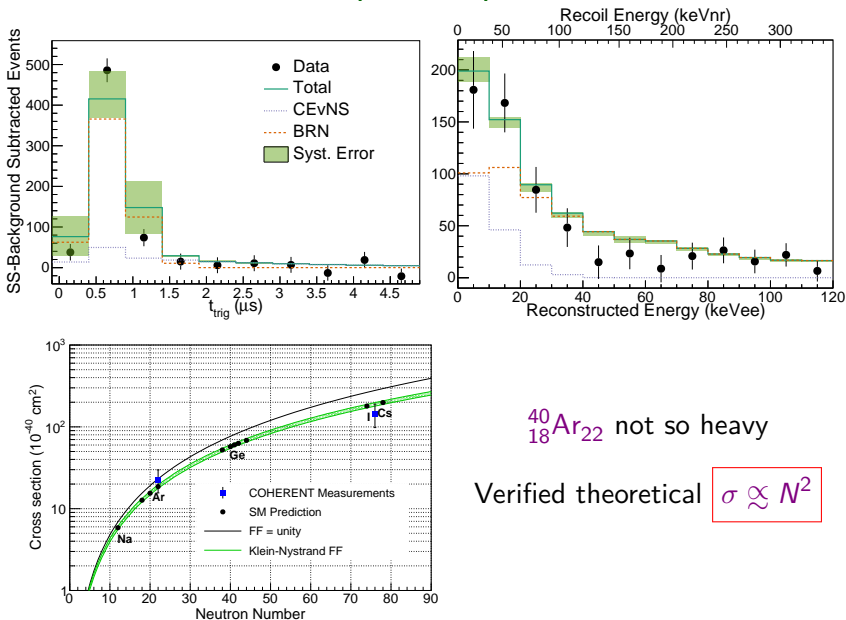 SS-Background Subtracted Events
500
400
300
200
100
0
Data
Total
CEvNS
BRN
Syst. Error
0 0.5 1 1.5 2 2.5 3 3.5 4 4.5
t_trig (μs)
Recoil Energy (keVnr)
0 50 100 150 200 250 300
200
150
100
50
0
0 20 40 60 80 100 120
Reconstructed Energy (keVee)
Cross section (10^-40 cm^2)
10^3
10^2
10
1
Na
Ar
Ge
I
Cs
COHERENT Measurements
SM Prediction
FF = unity
Klein-Nystrand FF
0 10 20 30 40 50 60 70 80 90
Neutron Number
^40_18Ar_22 not so heavy
Verified theoretical σ ⪅ N^2